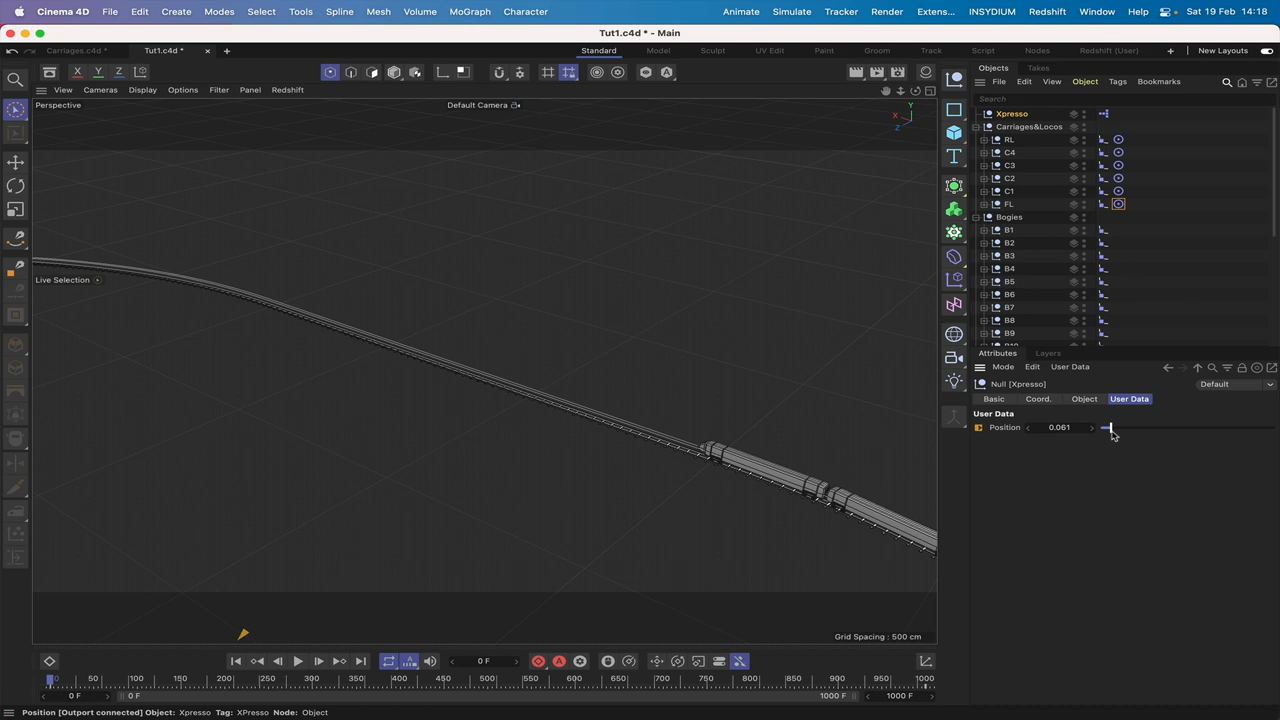 Cinema 4D File Edit Create Modes Select Tools Spline Mesh Volume MoGraph Character Animate Simulate Tracker Render Extens... INSYDIUM Redshift Window Help Sat 19 Feb 14:18
Tut1.c4d * - Main
Carriages.c4d * Tut1.c4d * Standard Model Sculpt UV Edit Paint Groom Track Script Nodes Redshift (User) New Layouts
X Y Z
Objects Takes
File Edit View Object Tags Bookmarks
View Cameras Display Options Filter Panel Redshift
Search
Perspective Default Camera
Y
X
Z
Xpresso
Carriages&Locos
RL
C4
C3
C2
C1
FL
Bogies
B1
B2
B3
B4
B5
B6
B7
B8
B9
Live Selection
Attributes Layers
Mode Edit User Data
Null [Xpresso] Default
Basic Coord. Object User Data
User Data
Position 0.061
Grid Spacing : 500 cm
0 F
0 50 100 150 200 250 300 350 400 450 500 550 600 650 700 750 800 850 900 950 1000
0 F 0 F 1000 F 1000 F
Position [Outport connected] Object: Xpresso Tag: XPresso Node: Object